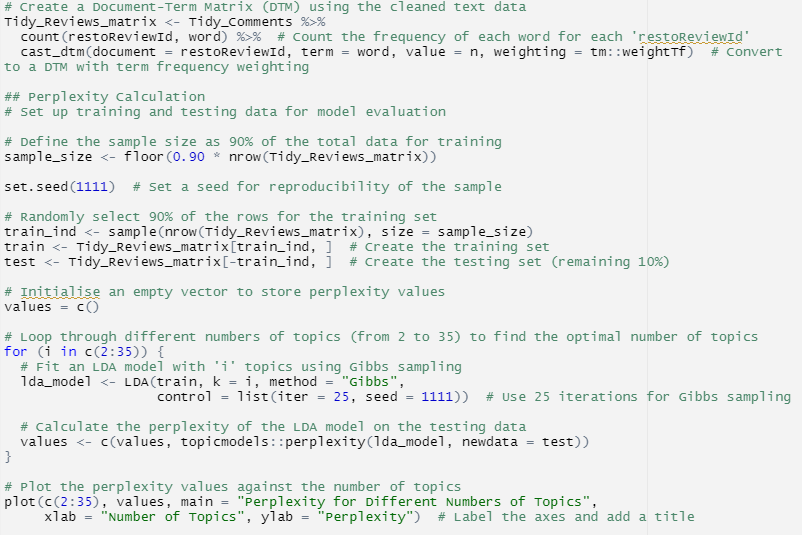 # Create a Document-Term Matrix (DTM) using the cleaned text data
Tidy_Reviews_matrix <- Tidy_Comments %>%
  count(restoReviewId, word) %>%  # Count the frequency of each word for each 'restoReviewId'
  cast_dtm(document = restoReviewId, term = word, value = n, weighting = tm::weightTf)  # Convert
to a DTM with term frequency weighting

## Perplexity Calculation
# Set up training and testing data for model evaluation

# Define the sample size as 90% of the total data for training
sample_size <- floor(0.90 * nrow(Tidy_Reviews_matrix))

set.seed(1111)  # Set a seed for reproducibility of the sample

# Randomly select 90% of the rows for the training set
train_ind <- sample(nrow(Tidy_Reviews_matrix), size = sample_size)
train <- Tidy_Reviews_matrix[train_ind, ]  # Create the training set
test <- Tidy_Reviews_matrix[-train_ind, ]  # Create the testing set (remaining 10%)

# Initialise an empty vector to store perplexity values
values = c()

# Loop through different numbers of topics (from 2 to 35) to find the optimal number of topics
for (i in c(2:35)) {
  # Fit an LDA model with 'i' topics using Gibbs sampling
  lda_model <- LDA(train, k = i, method = "Gibbs",
                   control = list(iter = 25, seed = 1111))  # Use 25 iterations for Gibbs sampling

  # Calculate the perplexity of the LDA model on the testing data
  values <- c(values, topicmodels::perplexity(lda_model, newdata = test))
}

# Plot the perplexity values against the number of topics
plot(c(2:35), values, main = "Perplexity for Different Numbers of Topics",
     xlab = "Number of Topics", ylab = "Perplexity")  # Label the axes and add a title